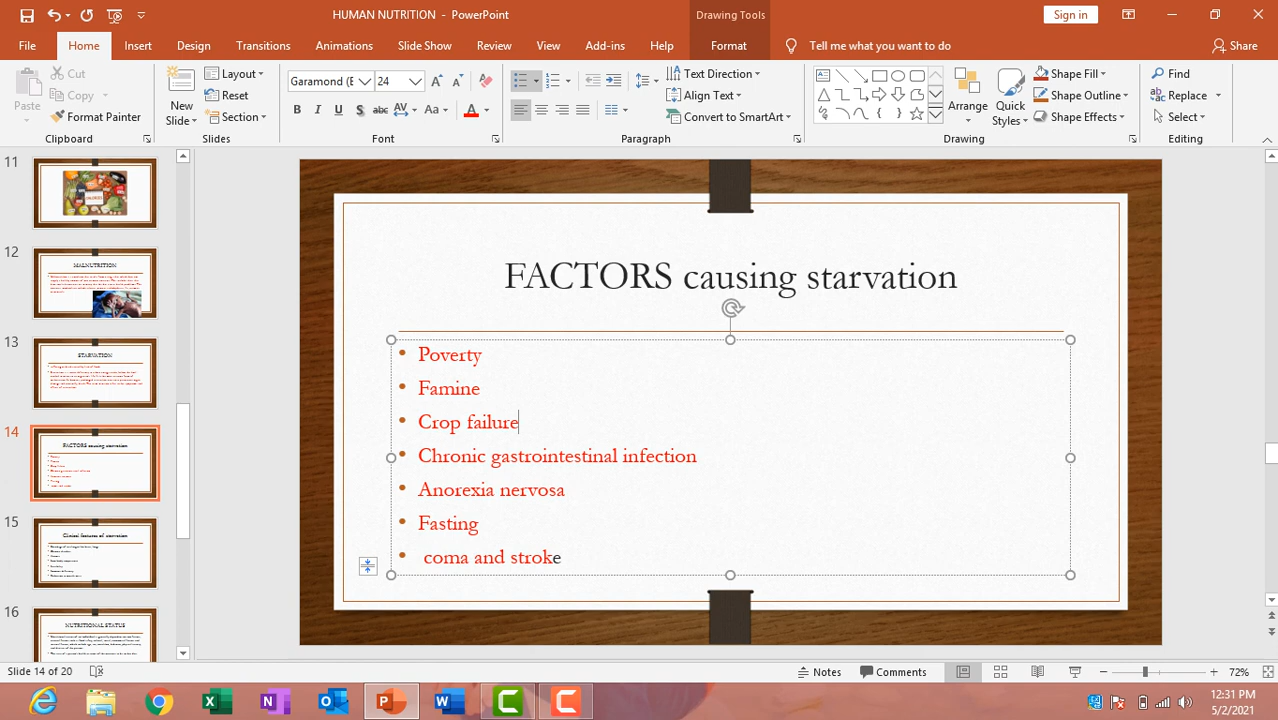 HUMAN NUTRITION - PowerPoint
Drawing Tools
Sign in
File Home Insert Design Transitions Animations Slide Show Review View Add-ins Help Format Tell me what you want to do Share
Paste
Cut
Copy
Format Painter
Clipboard
New Slide
Layout
Reset
Section
Slides
Garamond (E 24
B I U S abc AV Aa A
Font
Text Direction
Align Text
Convert to SmartArt
Paragraph
Arrange
Quick Styles
Shape Fill
Shape Outline
Shape Effects
Drawing
Find
Replace
Select
Editing
11
12
MALNUTRITION
13
STARVATION
14
FACTORS causing starvation
15
Clinical features of starvation
16
NUTRITIONAL STATUS
FACTORS causing starvation
• Poverty
• Famine
• Crop failure
• Chronic gastrointestinal infection
• Anorexia nervosa
• Fasting
• coma and stroke
Slide 14 of 20
Notes
Comments
72%
12:31 PM
5/2/2021